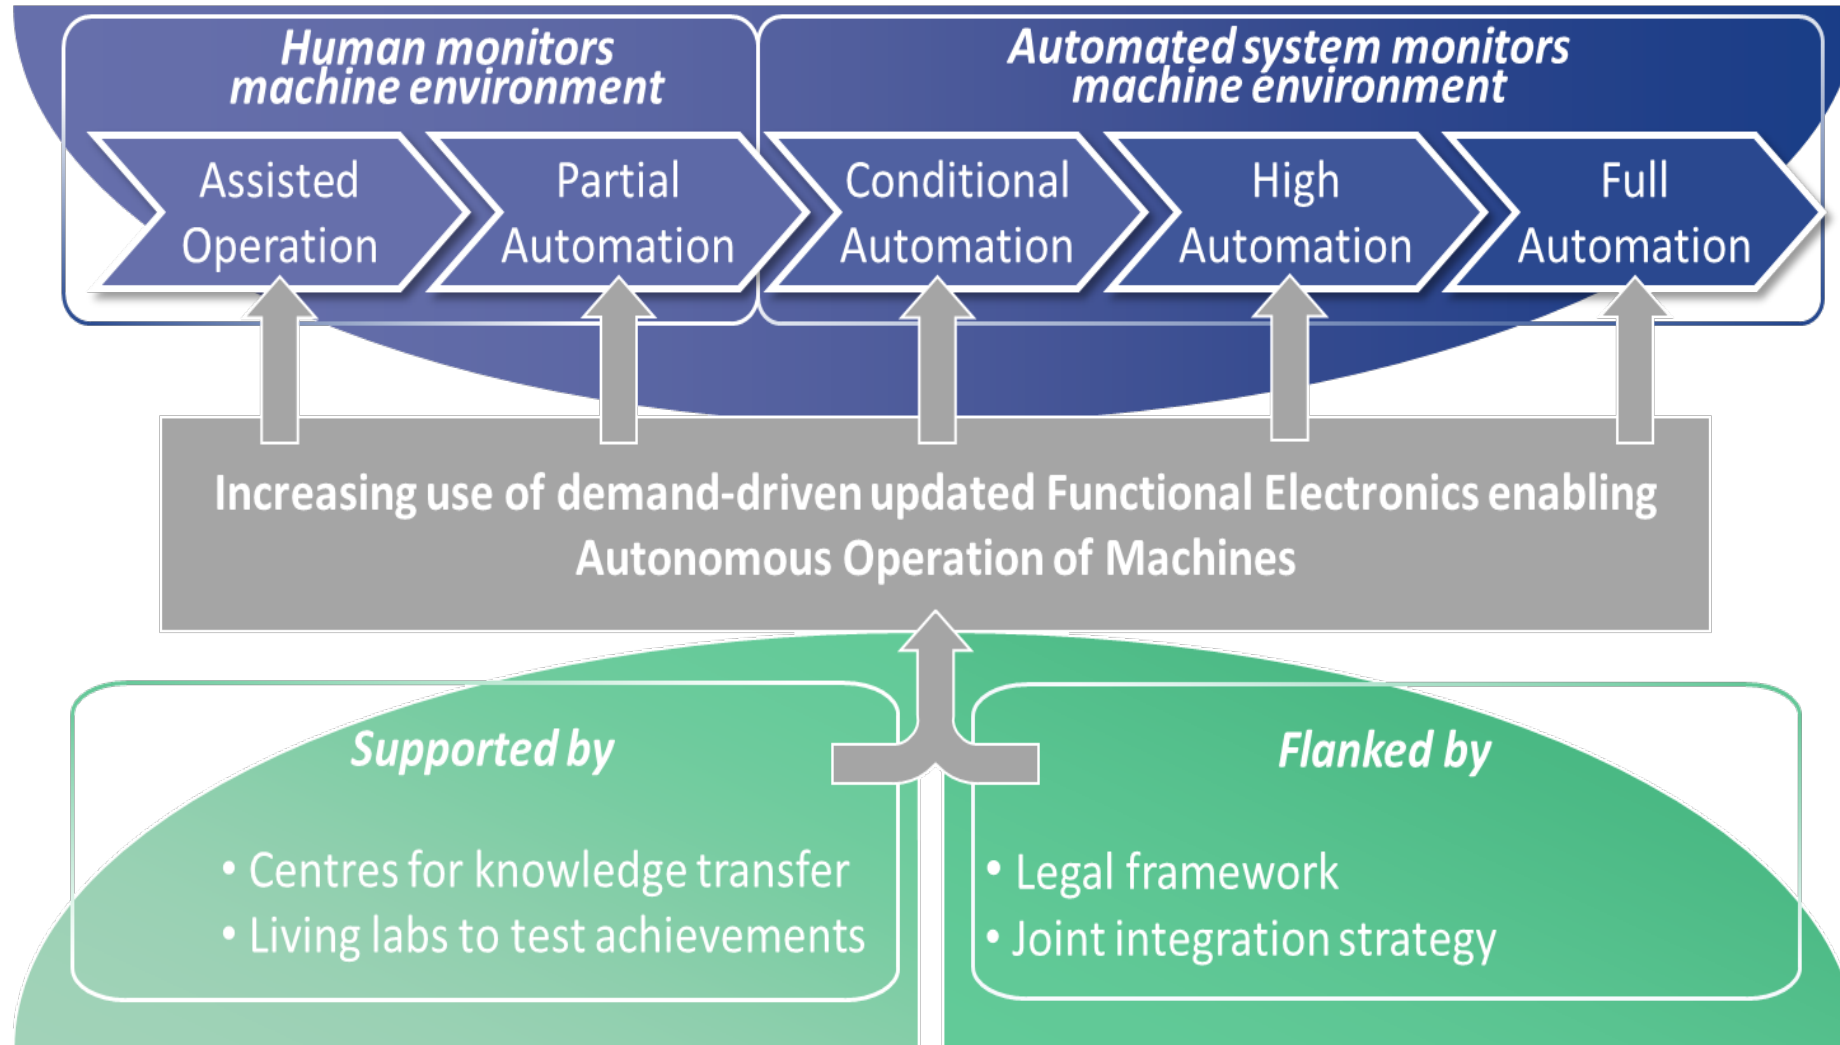 Human monitors
machine environment
Automated system monitors
machine environment
Assisted
Operation
Partial
Automation
Conditional
Automation
High
Automation
Full
Automation
Increasing use of demand-driven updated Functional Electronics enabling
Autonomous Operation of Machines
Supported by
• Centres for knowledge transfer
• Living labs to test achievements
Flanked by
• Legal framework
• Joint integration strategy